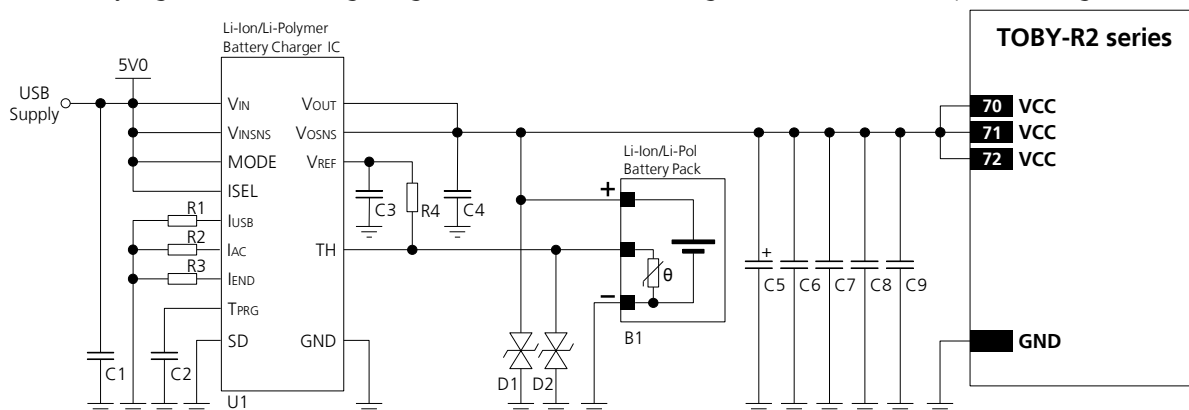 Li-Ion/Li-Polymer
Battery Charger IC
5V0
USB
Supply
VIN
VINSNS
MODE
ISEL
IUSB
IAC
IEND
TPRG
SD
VOUT
VOSNS
VREF
TH
GND
R1
R2
R3
C1
C2
U1
C3
R4
C4
D1
D2
Li-Ion/Li-Pol
Battery Pack
+
θ
–
B1
+
C5
C6
C7
C8
C9
TOBY-R2 series
70 VCC
71 VCC
72 VCC
GND